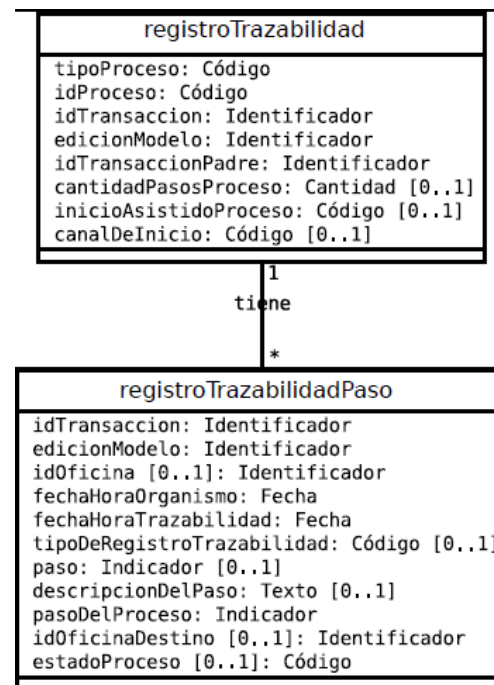 registroTrazabilidad
tipoProceso: Código
idProceso: Código
idTransaccion: Identificador
edicionModelo: Identificador
idTransaccionPadre: Identificador
cantidadPasosProceso: Cantidad [0..1]
inicioAsistidoProceso: Código [0..1]
canalDeInicio: Código [0..1]
1
tiene
*
registroTrazabilidadPaso
idTransaccion: Identificador
edicionModelo: Identificador
idOficina [0..1]: Identificador
fechaHoraOrganismo: Fecha
fechaHoraTrazabilidad: Fecha
tipoDeRegistroTrazabilidad: Código [0..1]
paso: Indicador [0..1]
descripcionDelPaso: Texto [0..1]
pasoDelProceso: Indicador
idOficinaDestino [0..1]: Identificador
estadoProceso [0..1]: Código